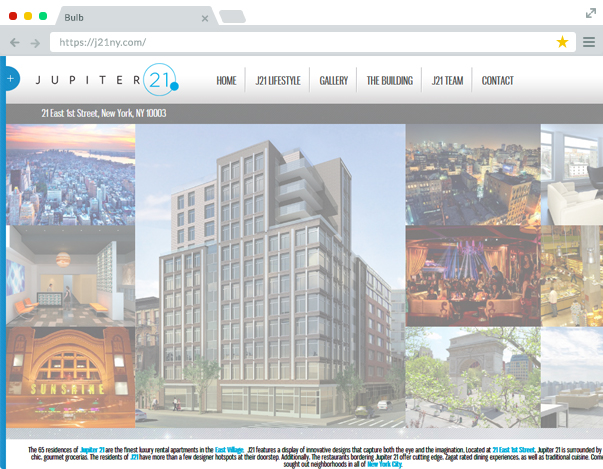 Bulb
https://j21ny.com/
JUPITER 21
HOME J21 LIFESTYLE GALLERY THE BUILDING J21 TEAM CONTACT
21 East 1st Street, New York, NY 10003
SUNSHINE
The 65 residences of Jupiter 21 are the finest luxury rental apartments in the East Village. J21 features a display of innovative designs that capture both the eye and the imagination. Located at 21 East 1st Street, Jupiter 21 is surrounded by
chic, gourmet grocerias. The residents of J21 have more than a few designer hotspots at their doorstep. Additionally, The restaurants bordering Jupiter 21 offer cutting edge, Zagat rated dining experiences, as well as traditional cuisine. Come
sought out neighborhoods in all of New York City.